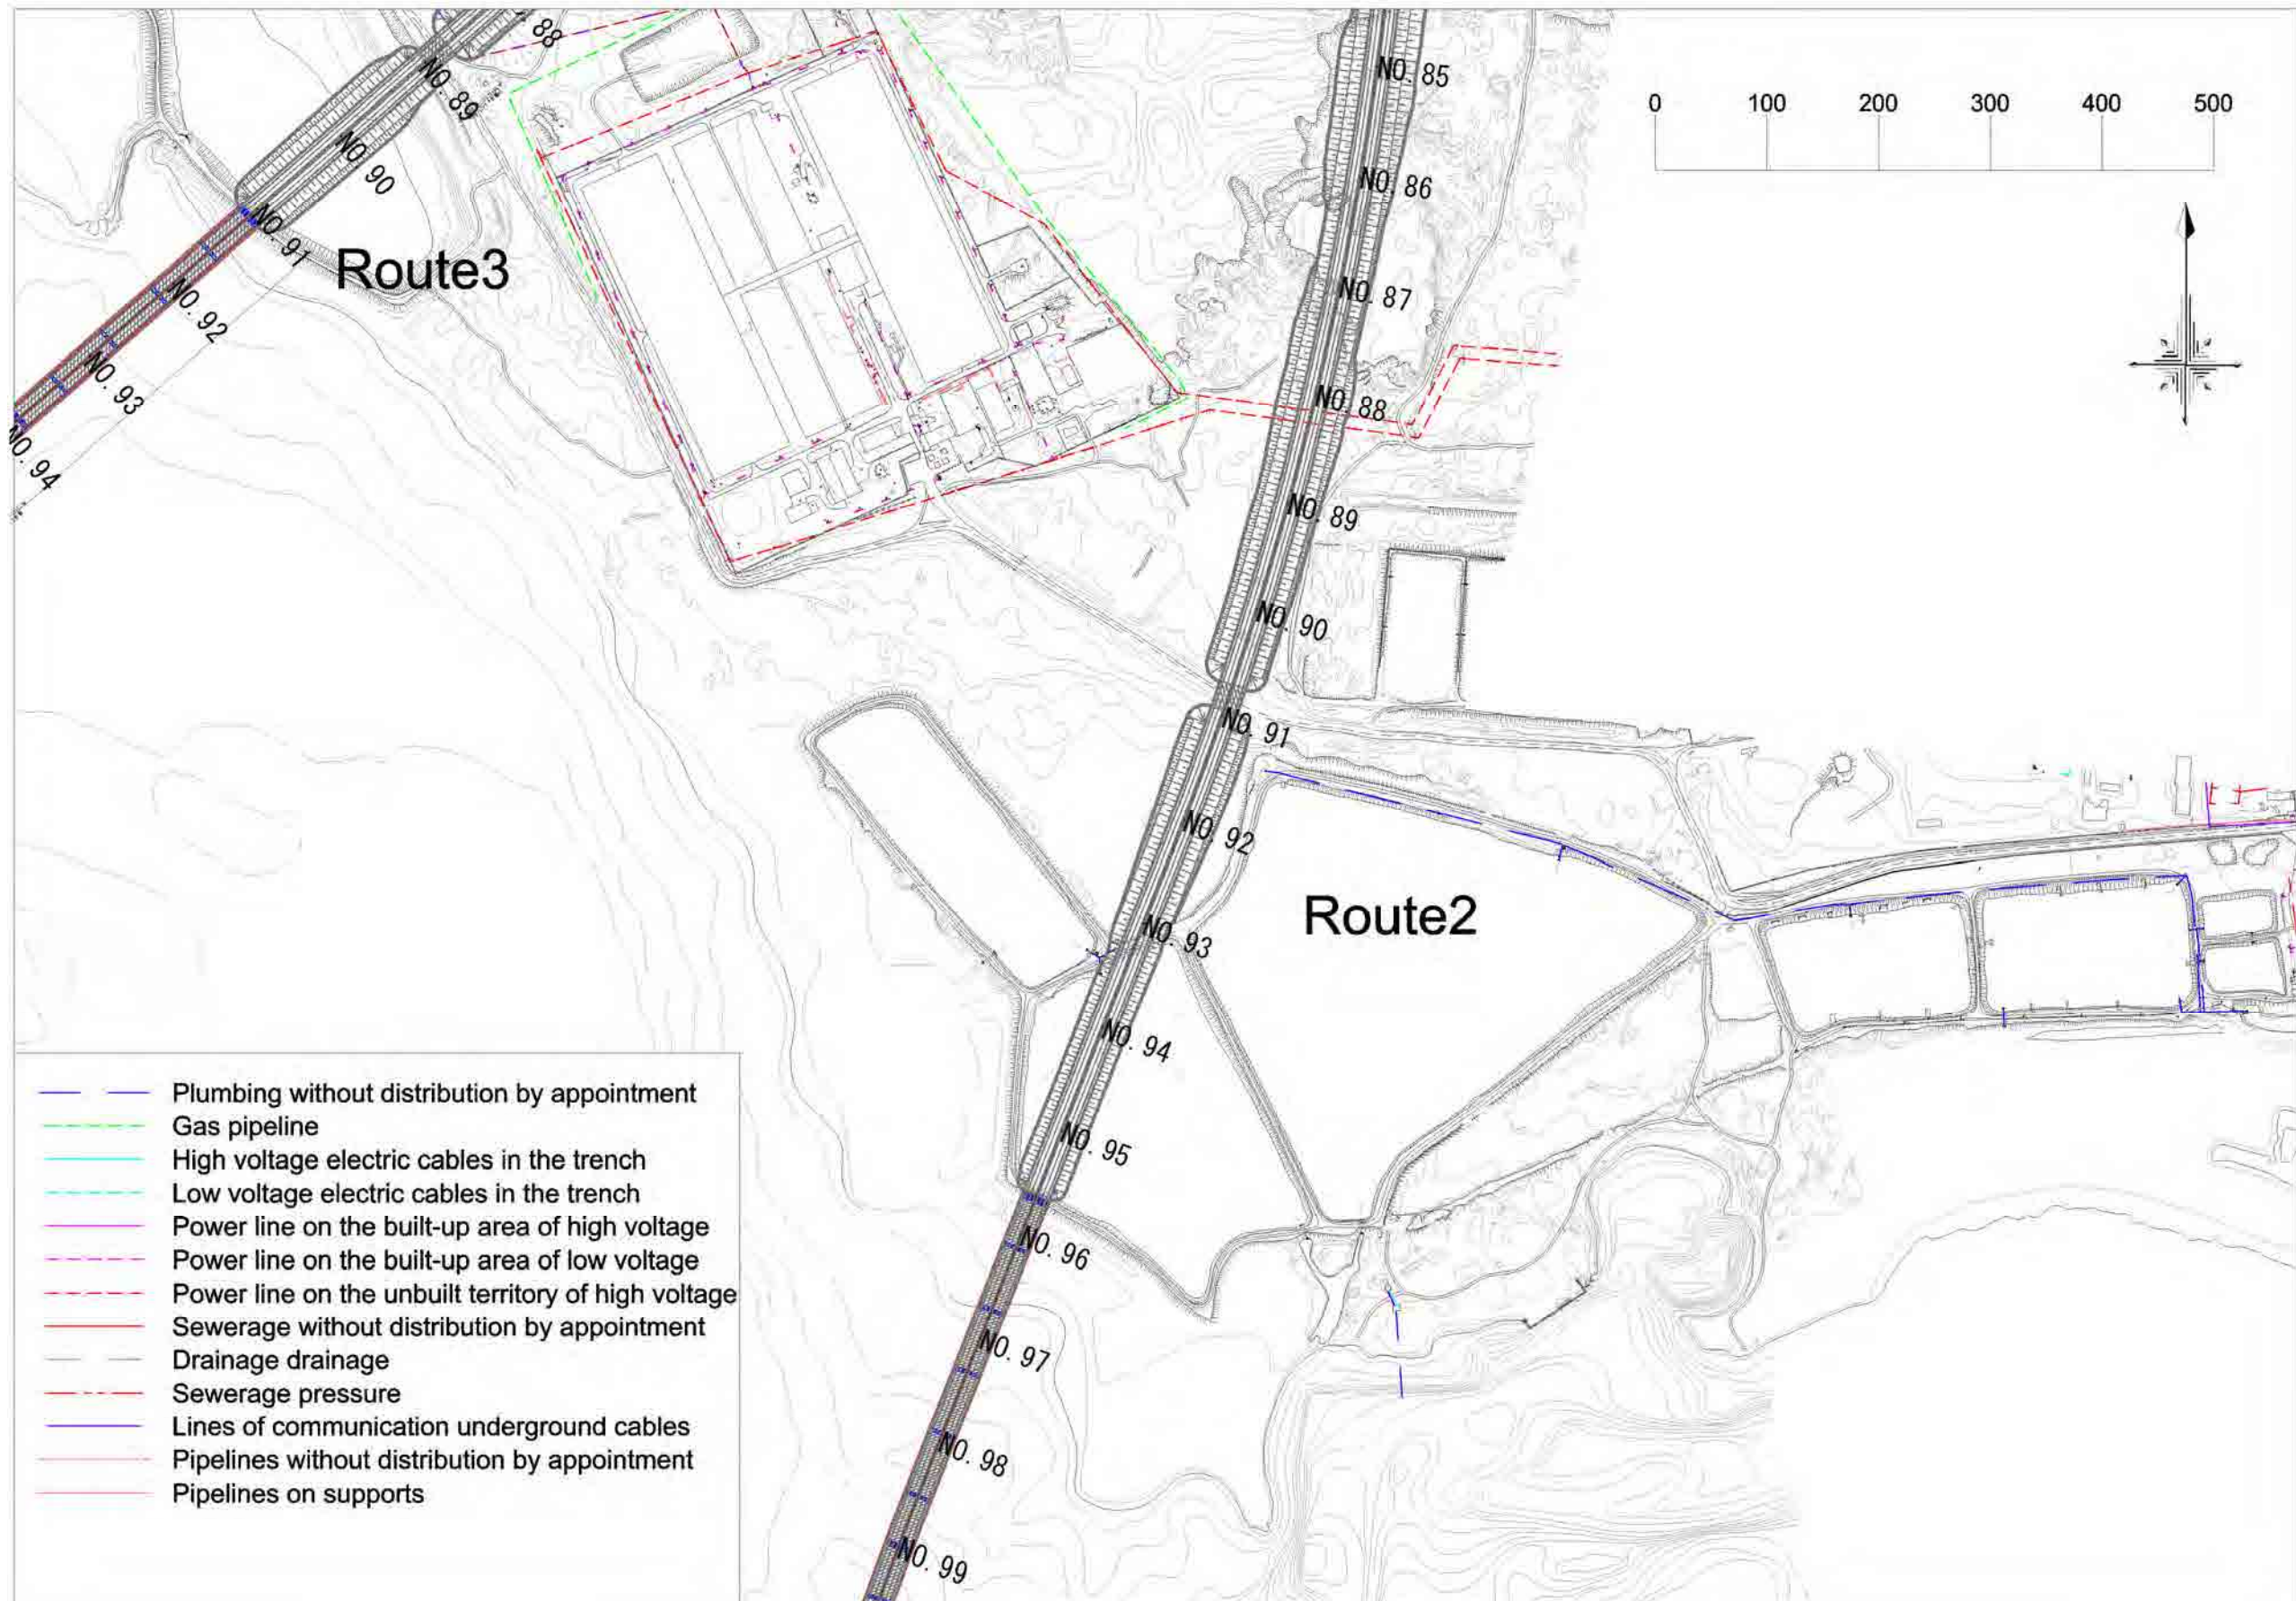 88
NO. 89
NO. 90
NO. 91
NO. 92
NO. 93
NO. 94
Route3
NO. 85
NO. 86
NO. 87
NO. 88
NO. 89
NO. 90
NO. 91
NO. 92
NO. 93
NO. 94
NO. 95
NO. 96
NO. 97
NO. 98
NO. 99
Route2
0 100 200 300 400 500
Plumbing without distribution by appointment
Gas pipeline
High voltage electric cables in the trench
Low voltage electric cables in the trench
Power line on the built-up area of high voltage
Power line on the built-up area of low voltage
Power line on the unbuilt territory of high voltage
Sewerage without distribution by appointment
Drainage drainage
Sewerage pressure
Lines of communication underground cables
Pipelines without distribution by appointment
Pipelines on supports